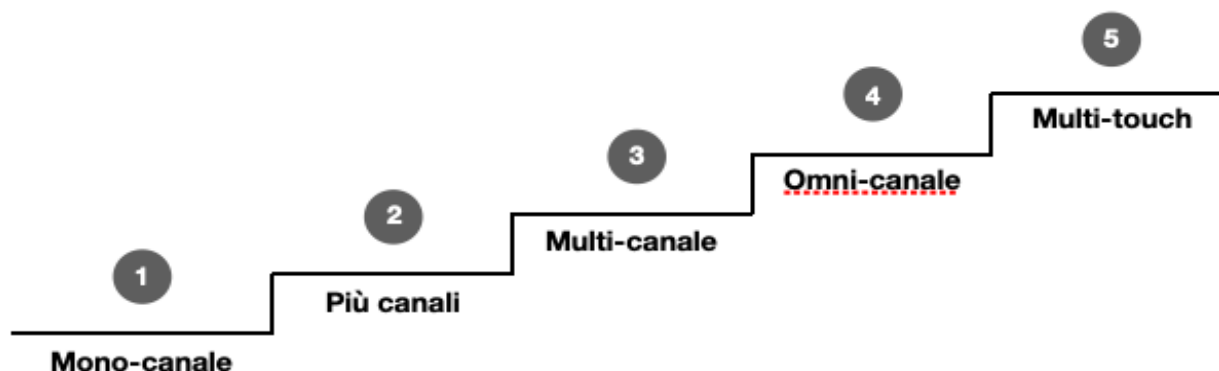 1
Mono-canale
2
Più canali
3
Multi-canale
4
Omni-canale
5
Multi-touch